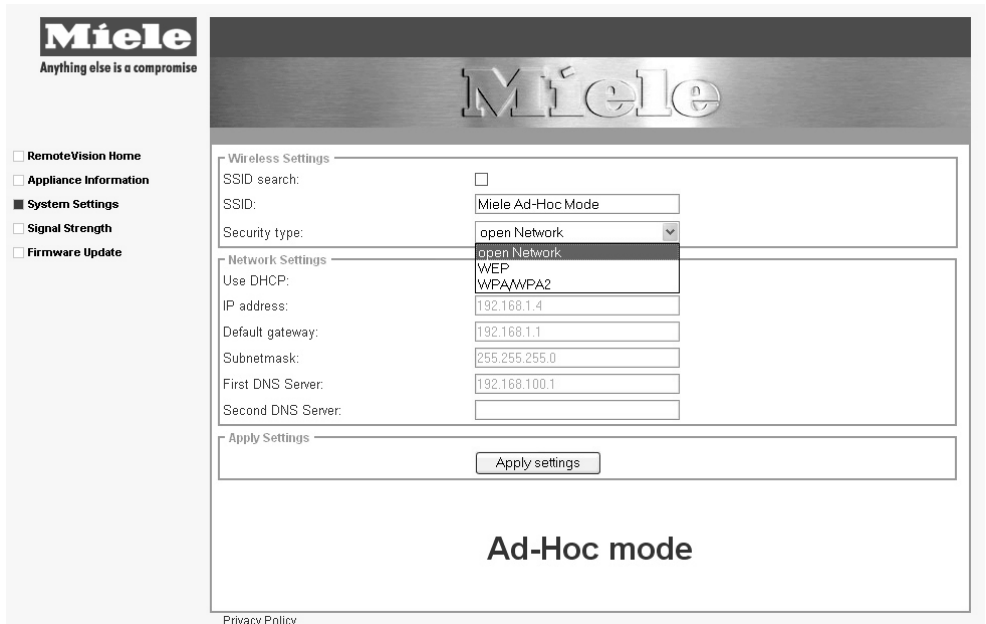 Miele
Anything else is a compromise
Miele
RemoteVision Home
Appliance Information
System Settings
Signal Strength
Firmware Update
Wireless Settings
SSID search:
SSID: Miele Ad-Hoc Mode
Security type: open Network
open Network
WEP
WPA/WPA2
Network Settings
Use DHCP:
IP address: 192.168.1.4
Default gateway: 192.168.1.1
Subnetmask: 255.255.255.0
First DNS Server: 192.168.100.1
Second DNS Server:
Apply Settings
Apply settings
Ad-Hoc mode
Privacy Policy